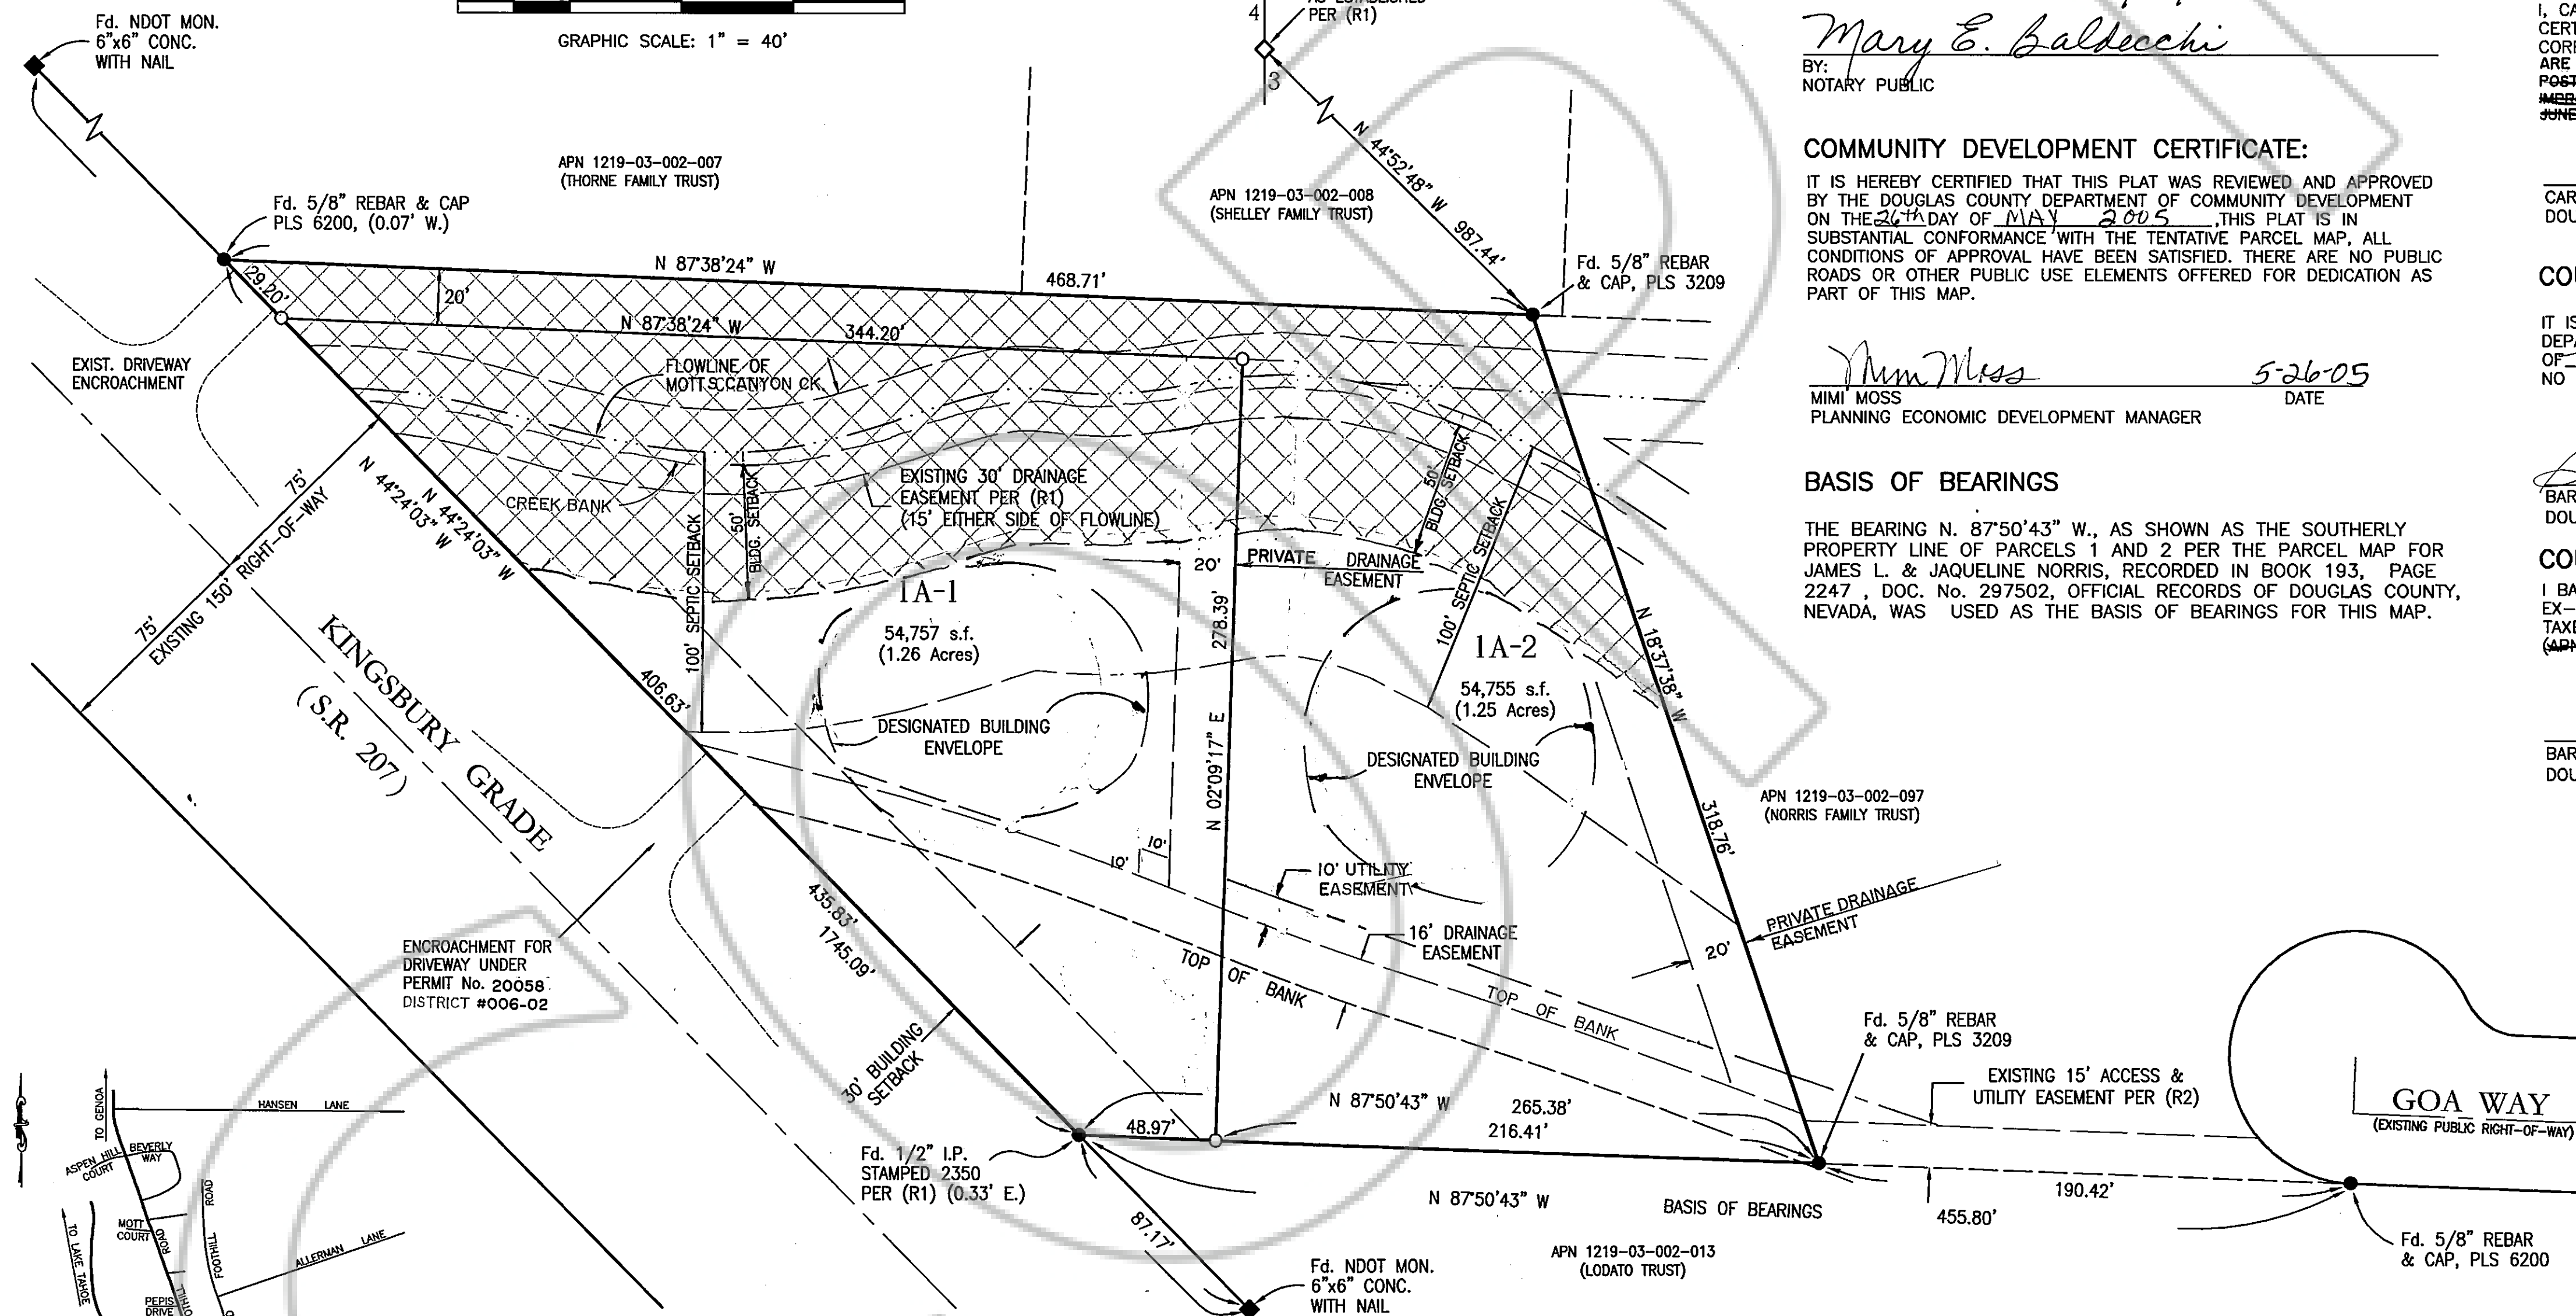 Fd. NDOT MON.
6"x6" CONC.
WITH NAIL
GRAPHIC SCALE: 1" = 40'
4
3
PER (R1)
N 44°52'48" W
987.44'
APN 1219-03-002-007
(THORNE FAMILY TRUST)
APN 1219-03-002-008
(SHELLEY FAMILY TRUST)
Fd. 5/8" REBAR & CAP
PLS 6200, (0.07' W.)
Fd. 5/8" REBAR
& CAP, PLS 3209
29.20'
20'
N 87°38'24" W
468.71'
N 87°38'24" W
344.20'
EXIST. DRIVEWAY
ENCROACHMENT
FLOWLINE OF
MOTTSCCANYON CK.
CREEK BANK
EXISTING 30' DRAINAGE
EASEMENT PER (R1)
(15' EITHER SIDE OF FLOWLINE)
75'
75'
EXISTING 150' RIGHT-OF-WAY
N 44°24'03" W
N 44°24'03" W
100' SEPTIC SETBACK
50'
BLDG. SETBACK
50'
BLDG. SETBACK
100' SEPTIC SETBACK
20'
PRIVATE DRAINAGE
EASEMENT
1A-1
54,757 s.f.
(1.26 Acres)
1A-2
54,755 s.f.
(1.25 Acres)
278.39'
N 02°09'17" E
N 18°37'38" W
318.76'
KINGSBURY GRADE
(S.R. 207)
406.63'
DESIGNATED BUILDING
ENVELOPE
DESIGNATED BUILDING
ENVELOPE
APN 1219-03-002-097
(NORRIS FAMILY TRUST)
10'
10'
10' UTILITY
EASEMENT
16' DRAINAGE
EASEMENT
PRIVATE DRAINAGE
EASEMENT
20'
435.83'
1745.09'
TOP OF BANK
TOP OF BANK
ENCROACHMENT FOR
DRIVEWAY UNDER
PERMIT No. 20058
DISTRICT #006-02
30' BUILDING
SETBACK
Fd. 5/8" REBAR
& CAP, PLS 3209
EXISTING 15' ACCESS &
UTILITY EASEMENT PER (R2)
GOA WAY
(EXISTING PUBLIC RIGHT-OF-WAY)
48.97'
N 87°50'43" W
265.38'
216.41'
Fd. 1/2" I.P.
STAMPED 2350
PER (R1) (0.33' E.)
87.17'
N 87°50'43" W
BASIS OF BEARINGS
190.42'
455.80'
APN 1219-03-002-013
(LODATO TRUST)
Fd. NDOT MON.
6"x6" CONC.
WITH NAIL
Fd. 5/8" REBAR
& CAP, PLS 6200
TO GENOA
HANSEN LANE
ASPEN HILL
COURT
BEVERLY
WAY
ROAD
MOTT
COURT
ROAD
FOOTHILL
TO LAKE TAHOE
ALLERMAN LANE
PEPIS
DRIVE
Mary E. Baldecchi
BY:
NOTARY PUBLIC
COMMUNITY DEVELOPMENT CERTIFICATE:
IT IS HEREBY CERTIFIED THAT THIS PLAT WAS REVIEWED AND APPROVED
BY THE DOUGLAS COUNTY DEPARTMENT OF COMMUNITY DEVELOPMENT
ON THE 26th DAY OF MAY 2005, THIS PLAT IS IN
SUBSTANTIAL CONFORMANCE WITH THE TENTATIVE PARCEL MAP, ALL
CONDITIONS OF APPROVAL HAVE BEEN SATISFIED. THERE ARE NO PUBLIC
ROADS OR OTHER PUBLIC USE ELEMENTS OFFERED FOR DEDICATION AS
PART OF THIS MAP.
Mimi Moss 5-26-05
MIMI MOSS DATE
PLANNING ECONOMIC DEVELOPMENT MANAGER
BASIS OF BEARINGS
THE BEARING N. 87°50'43" W., AS SHOWN AS THE SOUTHERLY
PROPERTY LINE OF PARCELS 1 AND 2 PER THE PARCEL MAP FOR
JAMES L. & JAQUELINE NORRIS, RECORDED IN BOOK 193, PAGE
2247 , DOC. No. 297502, OFFICIAL RECORDS OF DOUGLAS COUNTY,
NEVADA, WAS USED AS THE BASIS OF BEARINGS FOR THIS MAP.
ARE
IT IS
NO